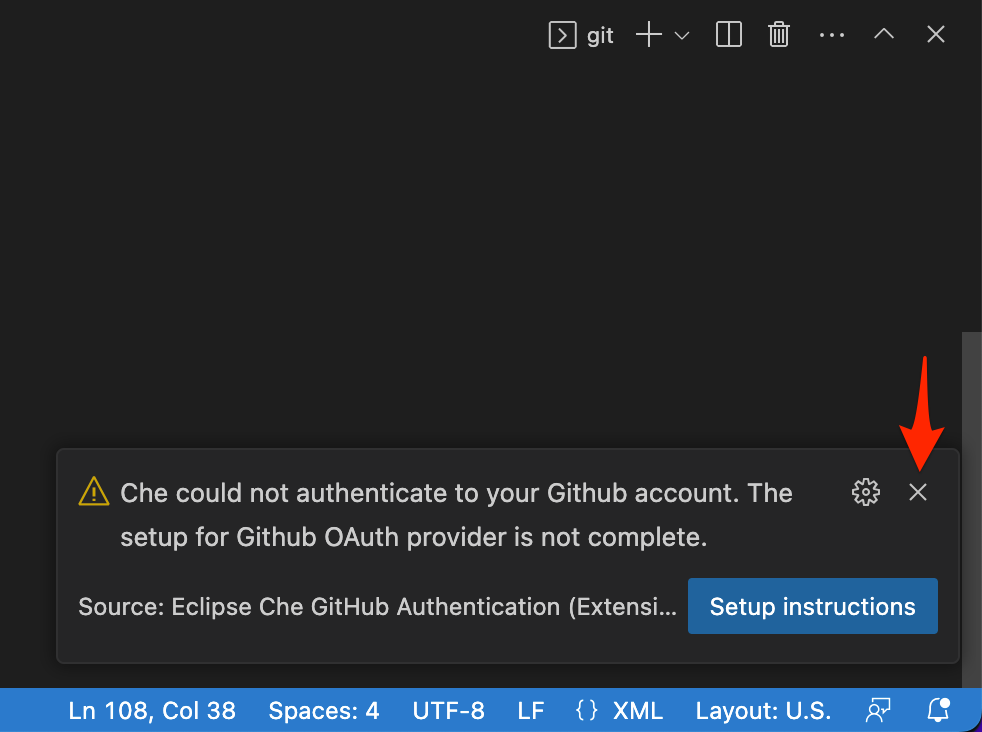 git
Che could not authenticate to your Github account. The
setup for Github OAuth provider is not complete.
Source: Eclipse Che GitHub Authentication (Extensi...
Setup instructions
Ln 108, Col 38 Spaces: 4 UTF-8 LF {} XML Layout: U.S.